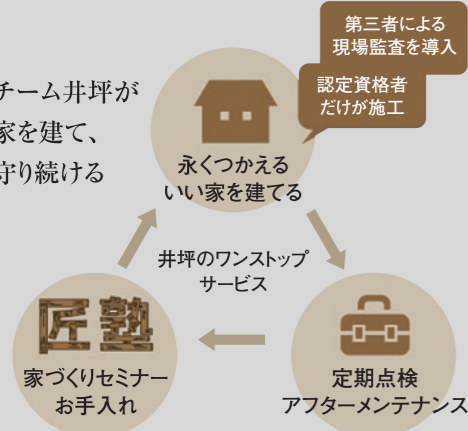 第三者による
現場監査を導入
認定資格者
だけが施工
チーム井坪が
家を建て、
守り続ける
永くつかえる
いい家を建てる
井坪のワンストップ
サービス
匠塾
家づくりセミナー
お手入れ
定期点検
アフターメンテナンス